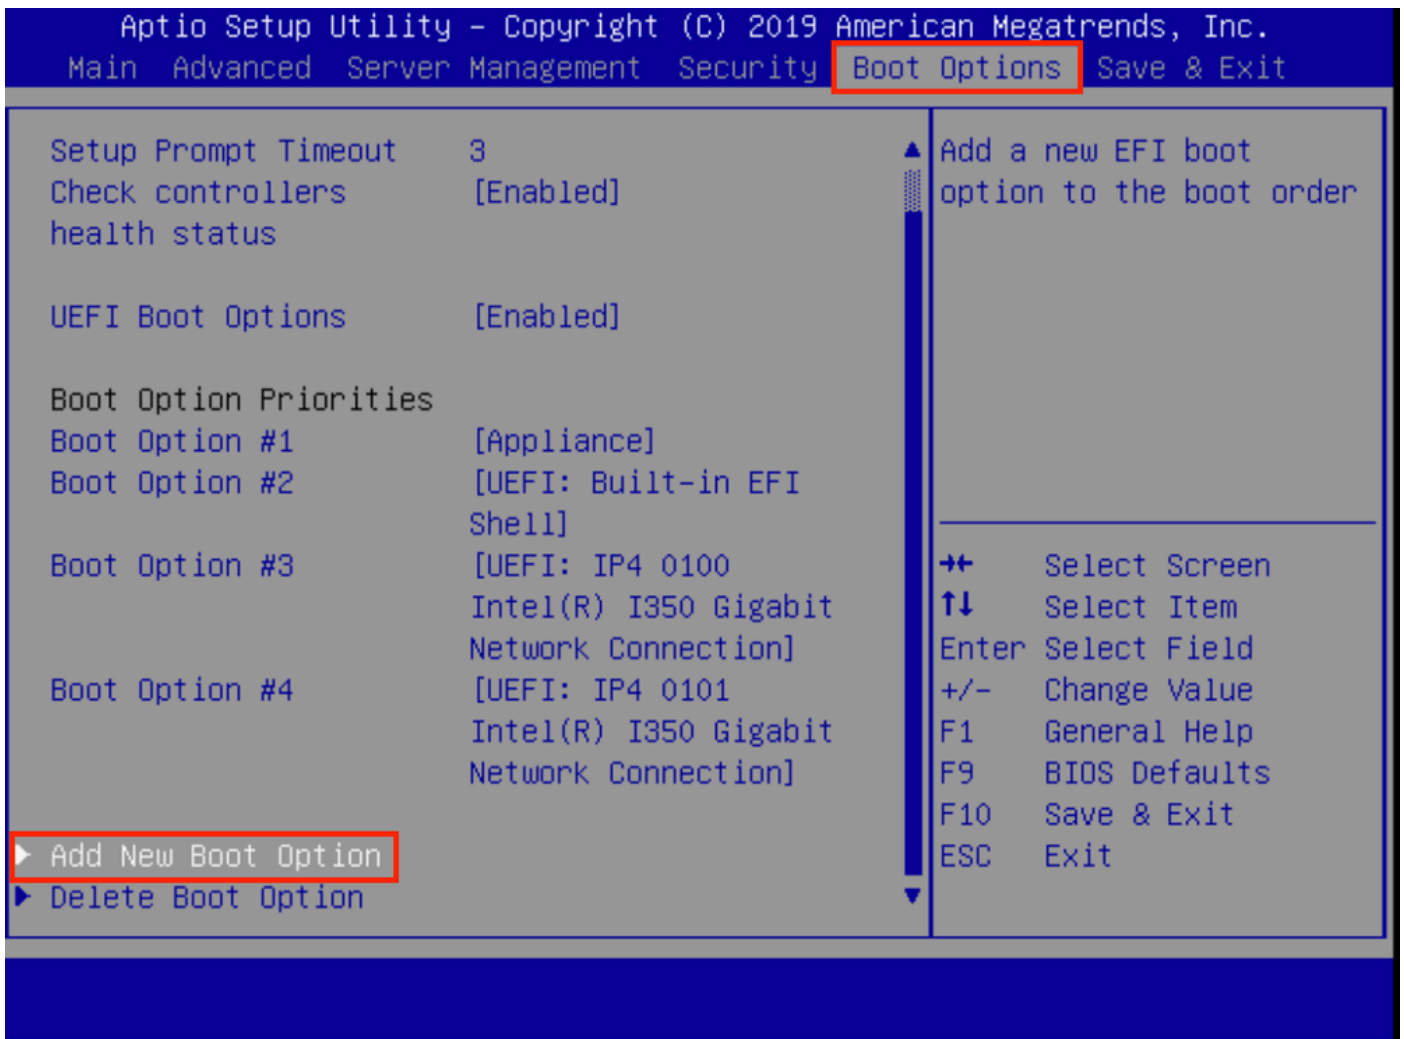 Aptio Setup Utility – Copyright (C) 2019 American Megatrends, Inc.
Main Advanced Server Management Security Boot Options Save & Exit
Setup Prompt Timeout 3
Check controllers [Enabled]
health status
UEFI Boot Options [Enabled]
Boot Option Priorities
Boot Option #1 [Appliance]
Boot Option #2 [UEFI: Built-in EFI
Shell]
Boot Option #3 [UEFI: IP4 0100
Intel(R) I350 Gigabit
Network Connection]
Boot Option #4 [UEFI: IP4 0101
Intel(R) I350 Gigabit
Network Connection]
Add New Boot Option
Delete Boot Option
Add a new EFI boot
option to the boot order
→← Select Screen
↑↓ Select Item
Enter Select Field
+/- Change Value
F1 General Help
F9 BIOS Defaults
F10 Save & Exit
ESC Exit